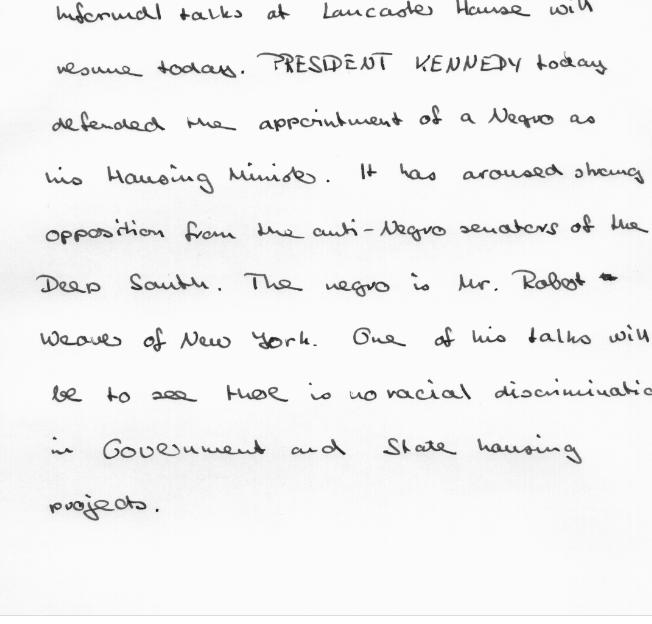 informal talks at Lancaster House will
resume today. PRESIDENT KENNEDY today
defended the appointment of a Negro as
his Housing Minister. It has aroused strong
opposition from the anti-Negro senators of the
Deep South. The negro is Mr. Robert
Weaver of New York. One of his talks will
be to see there is no racial discriminatio
in Government and State housing
projects.